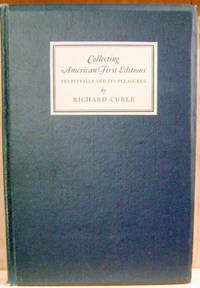 Collecting
American First Editions
ITS PITFALLS AND ITS PLEASURES
by
RICHARD CURLE